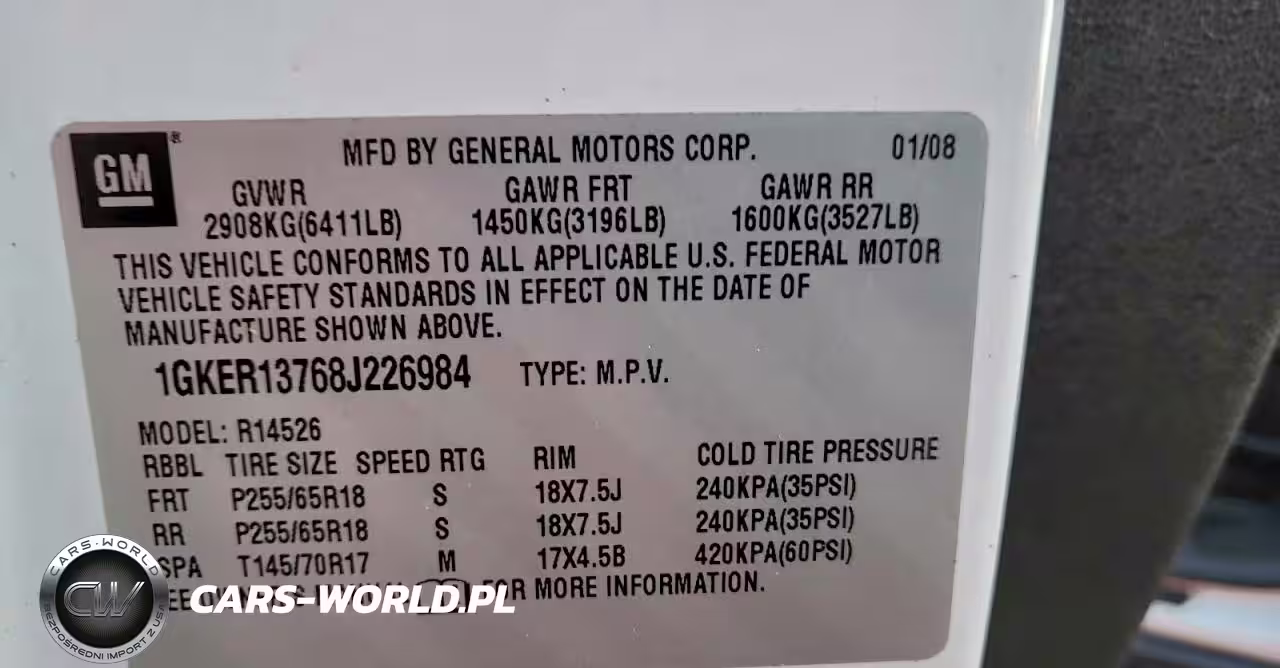 GM ®
MFD BY GENERAL MOTORS CORP. 01/08
GVWR GAWR FRT GAWR RR
2908KG(6411LB) 1450KG(3196LB) 1600KG(3527LB)
THIS VEHICLE CONFORMS TO ALL APPLICABLE U.S. FEDERAL MOTOR
VEHICLE SAFETY STANDARDS IN EFFECT ON THE DATE OF
MANUFACTURE SHOWN ABOVE.
1GKER13768J226984 TYPE: M.P.V.
MODEL: R14526
RBBL TIRE SIZE SPEED RTG RIM COLD TIRE PRESSURE
FRT P255/65R18 S 18X7.5J 240KPA(35PSI)
RR P255/65R18 S 18X7.5J 240KPA(35PSI)
SPA T145/70R17 M 17X4.5B 420KPA(60PSI)
FOR MORE INFORMATION.
CARS-WORLD
CW
BEZPOŚREDNI IMPORT Z USA
CARS-WORLD.PL